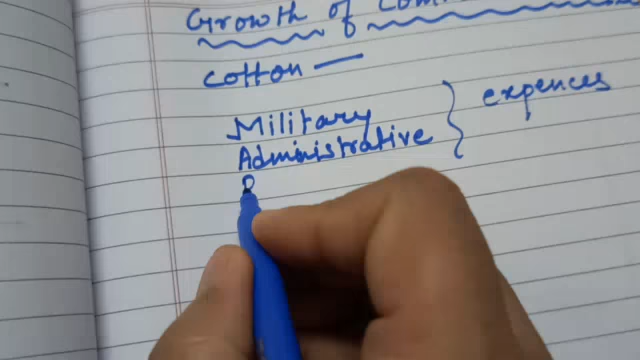 Growth of
Cotton —
Military
Administrative } expences